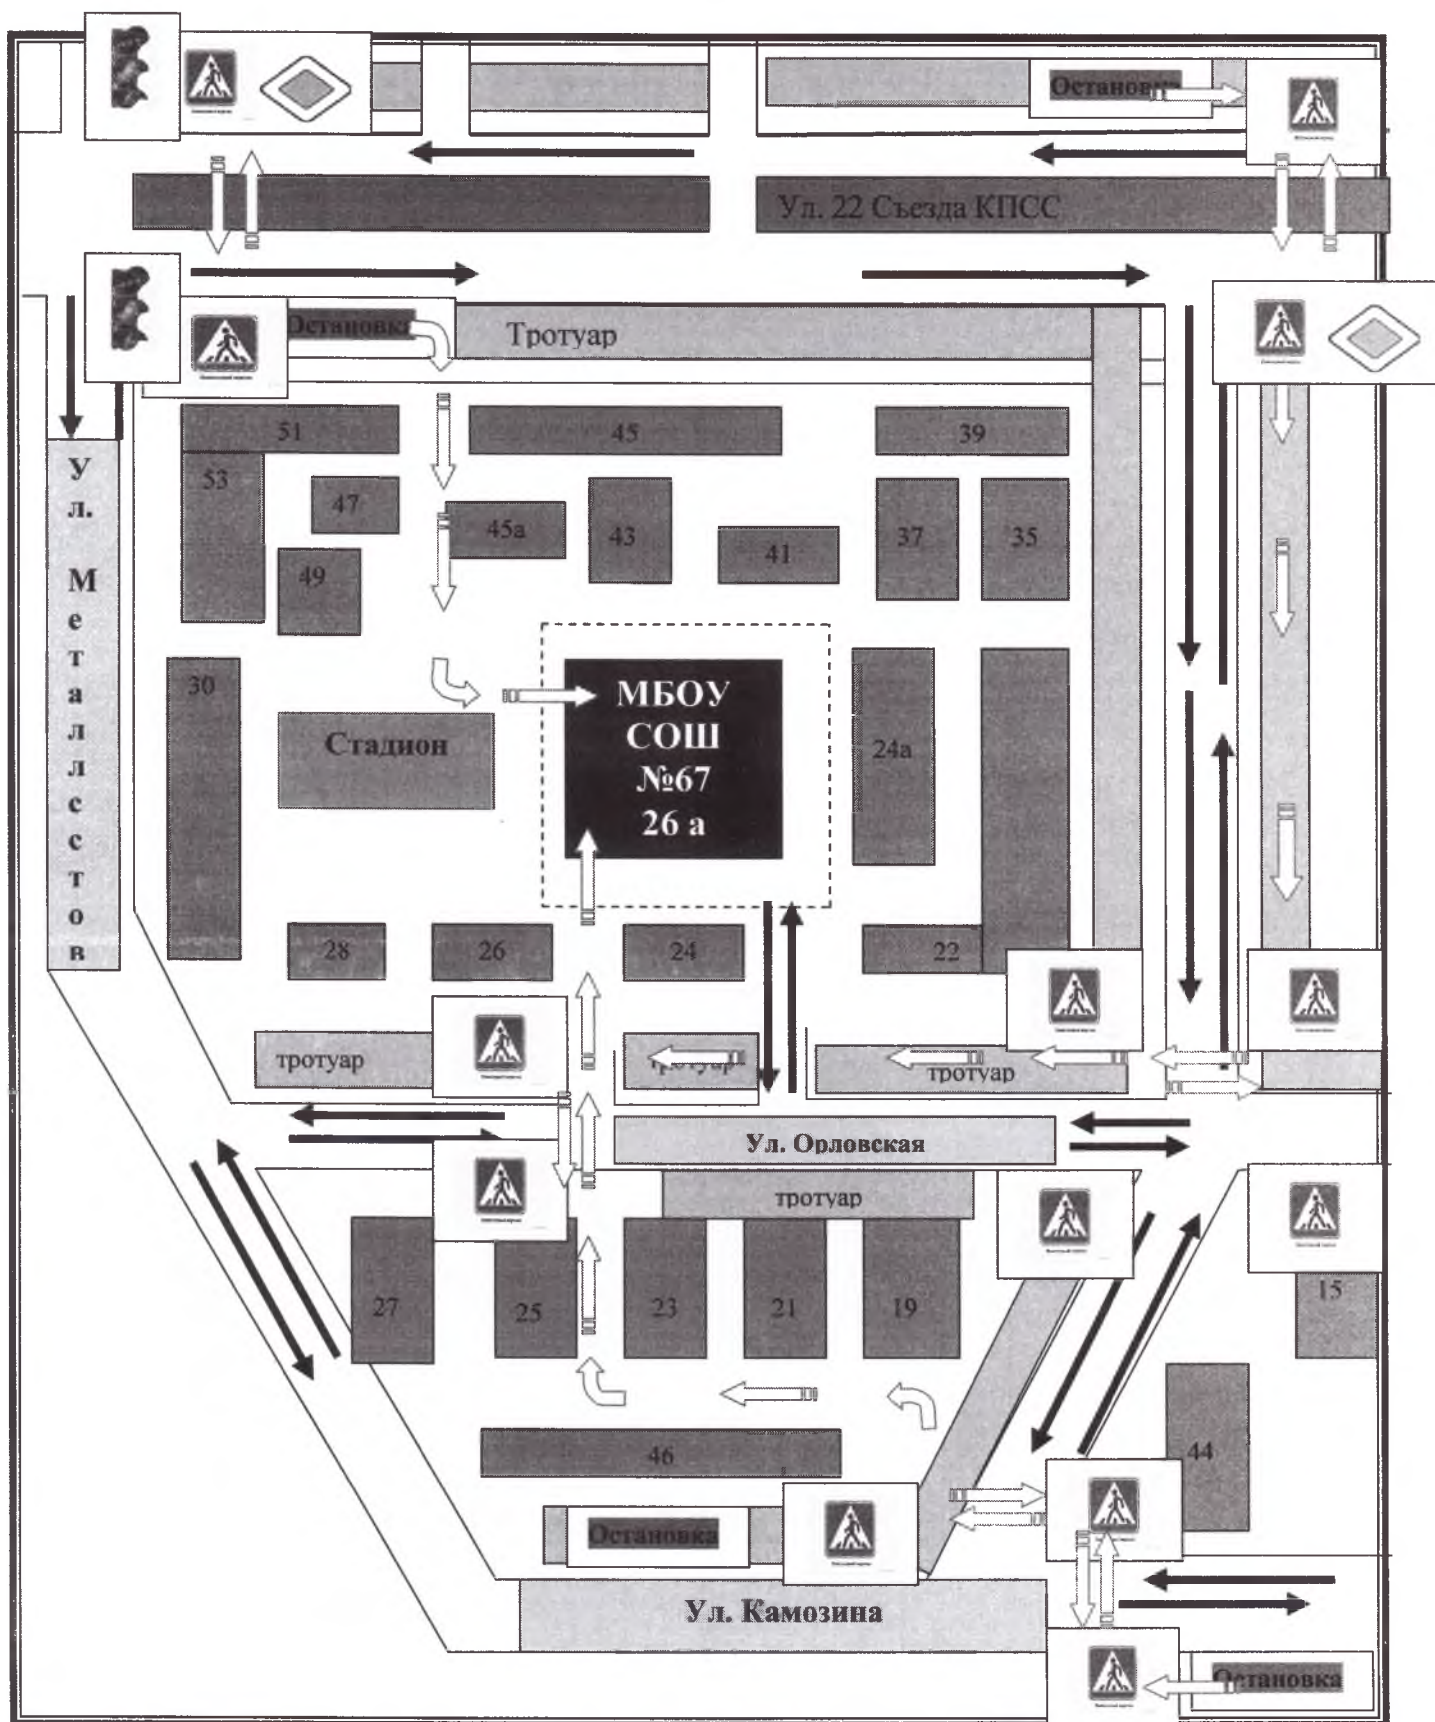 Остановка
Ул. 22 Съезда КПСС
Остановка
Тротуар
51
45
39
53
47
45а
43
41
37
35
49
У
л.
М
е
т
а
л
л
е
с
т
о
в
30
МБОУ
СОШ
№67
26 а
Стадион
24а
28
26
24
22
тротуар
тротуар
тротуар
Ул. Орловская
тротуар
27
25
23
21
19
15
46
44
Остановка
Ул. Камозина
Остановка